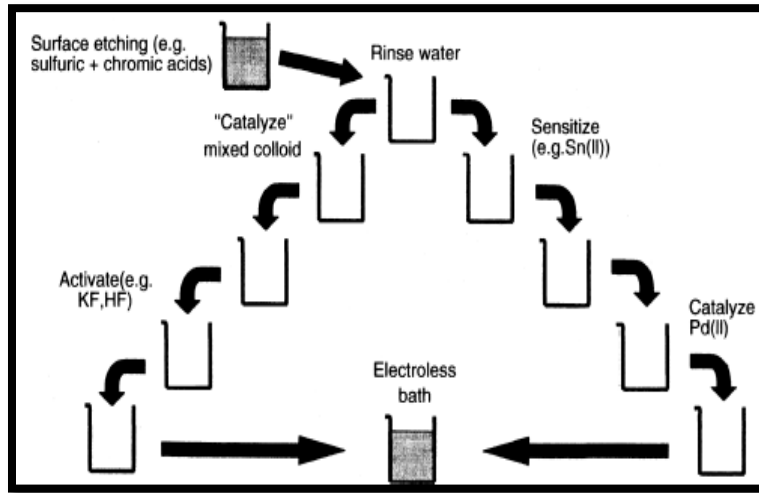 Surface etching (e.g.
sulfuric + chromic acids)
Rinse water
"Catalyze"
mixed colloid
Sensitize
(e.g.Sn(II))
Activate(e.g.
KF,HF)
Catalyze
Pd(II)
Electroless
bath